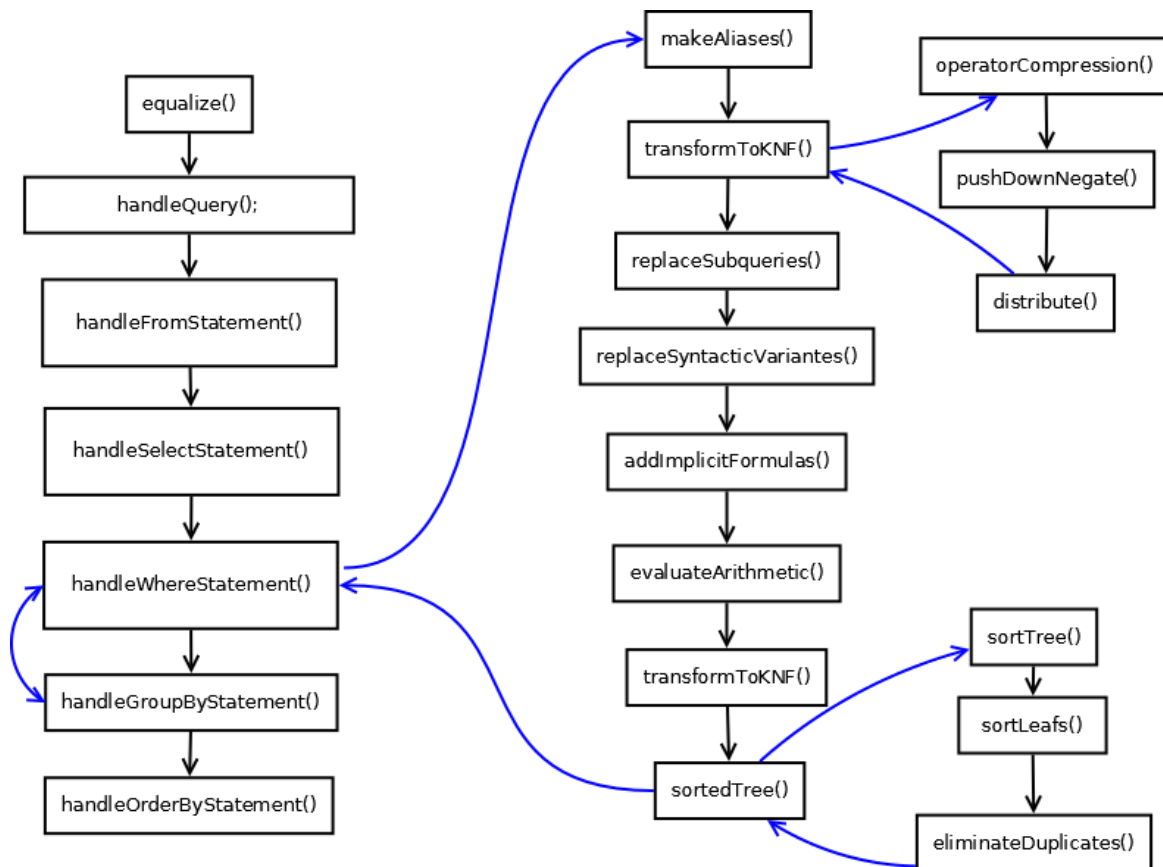 equalize()
handleQuery();
handleFromStatement()
handleSelectStatement()
handleWhereStatement()
handleGroupByStatement()
handleOrderByStatement()
makeAliases()
transformToKNF()
replaceSubqueries()
replaceSyntacticVariantes()
addImplicitFormulas()
evaluateArithmetic()
transformToKNF()
sortedTree()
operatorCompression()
pushDownNegate()
distribute()
sortTree()
sortLeafs()
eliminateDuplicates()